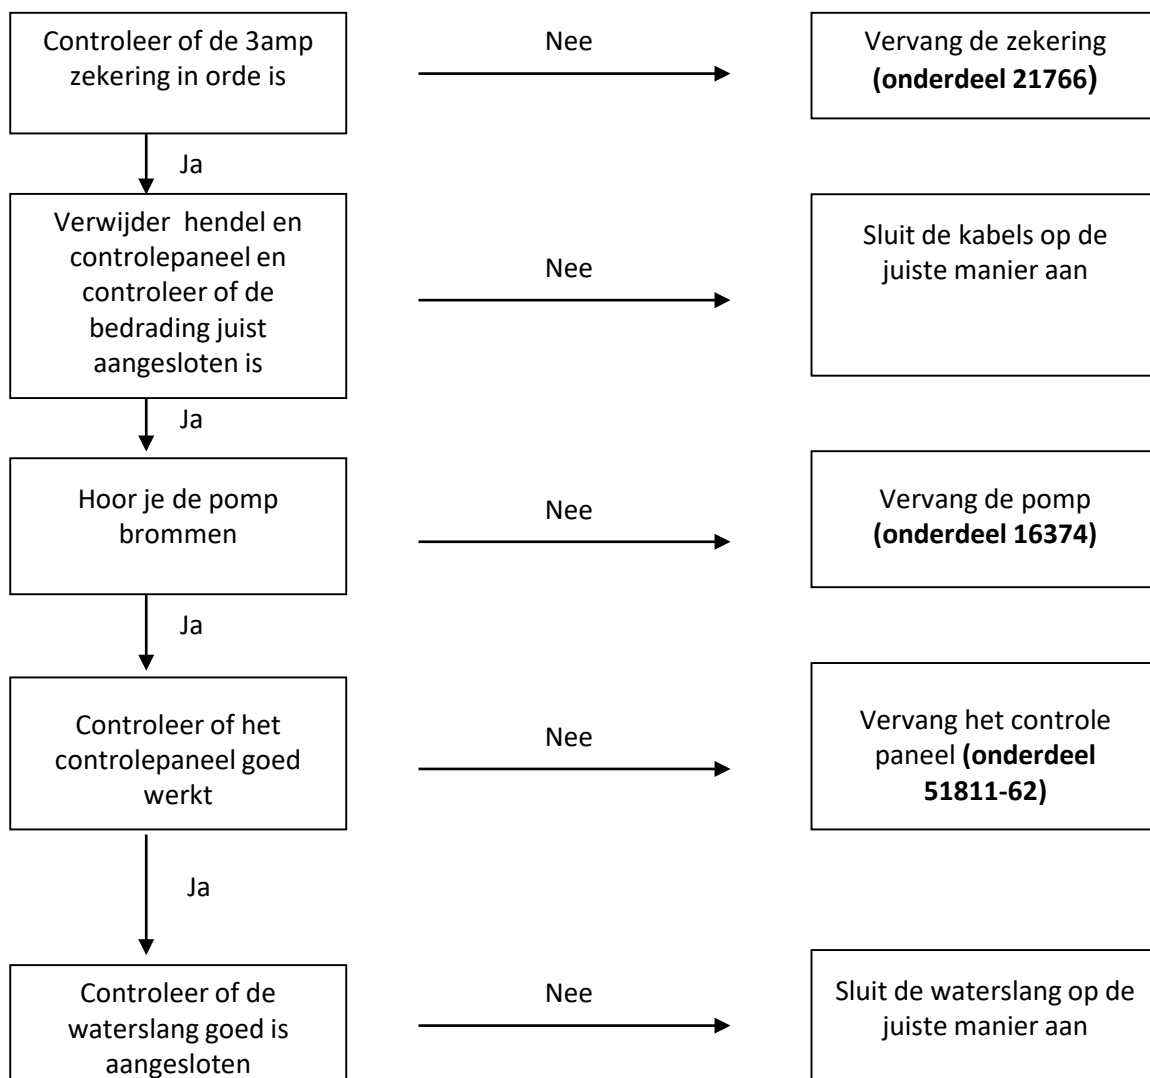 Controleer of de 3amp
zekering in orde is
Nee
Vervang de zekering
(onderdeel 21766)
Ja
Verwijder  hendel en
controlepaneel en
controleer of de
bedrading juist
aangesloten is
Nee
Sluit de kabels op de
juiste manier aan
Ja
Hoor je de pomp
brommen
Nee
Vervang de pomp
(onderdeel 16374)
Ja
Controleer of het
controlepaneel goed
werkt
Nee
Vervang het controle
paneel (onderdeel
51811-62)
Ja
Controleer of de
waterslang goed is
aangesloten
Nee
Sluit de waterslang op de
juiste manier aan